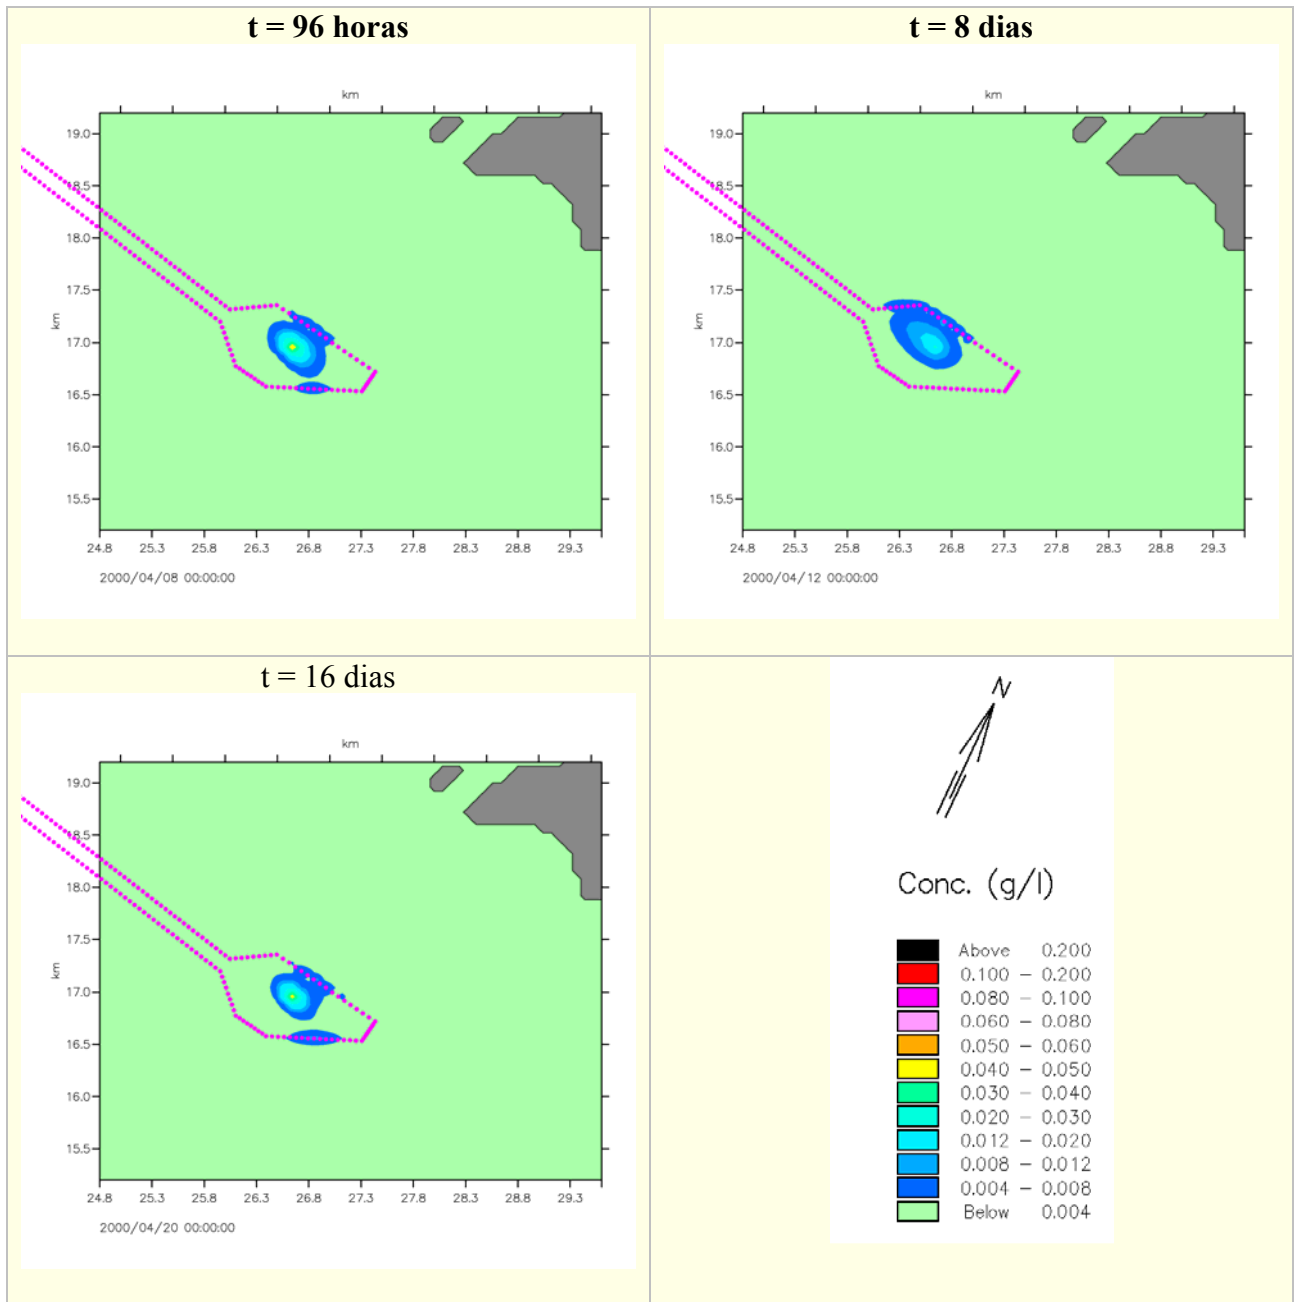 t = 96 horas
km
19.0
18.5
18.0
17.5
km
17.0
16.5
16.0
15.5
24.8 25.3 25.8 26.3 26.8 27.3 27.8 28.3 28.8 29.3
2000/04/08 00:00:00
t = 8 dias
km
19.0
18.5
18.0
17.5
km
17.0
16.5
16.0
15.5
24.8 25.3 25.8 26.3 26.8 27.3 27.8 28.3 28.8 29.3
2000/04/12 00:00:00
t = 16 dias
km
19.0
18.5
18.0
17.5
km
17.0
16.5
16.0
15.5
24.8 25.3 25.8 26.3 26.8 27.3 27.8 28.3 28.8 29.3
2000/04/20 00:00:00
N
Conc. (g/l)
Above 0.200
0.100 – 0.200
0.080 – 0.100
0.060 – 0.080
0.050 – 0.060
0.040 – 0.050
0.030 – 0.040
0.020 – 0.030
0.012 – 0.020
0.008 – 0.012
0.004 – 0.008
Below 0.004